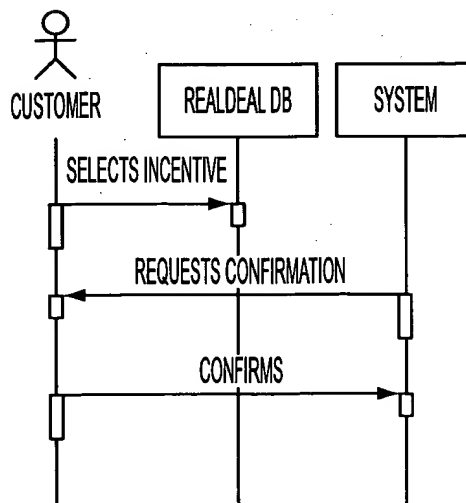 CUSTOMER
REALDEAL DB
SYSTEM
SELECTS INCENTIVE
REQUESTS CONFIRMATION
CONFIRMS